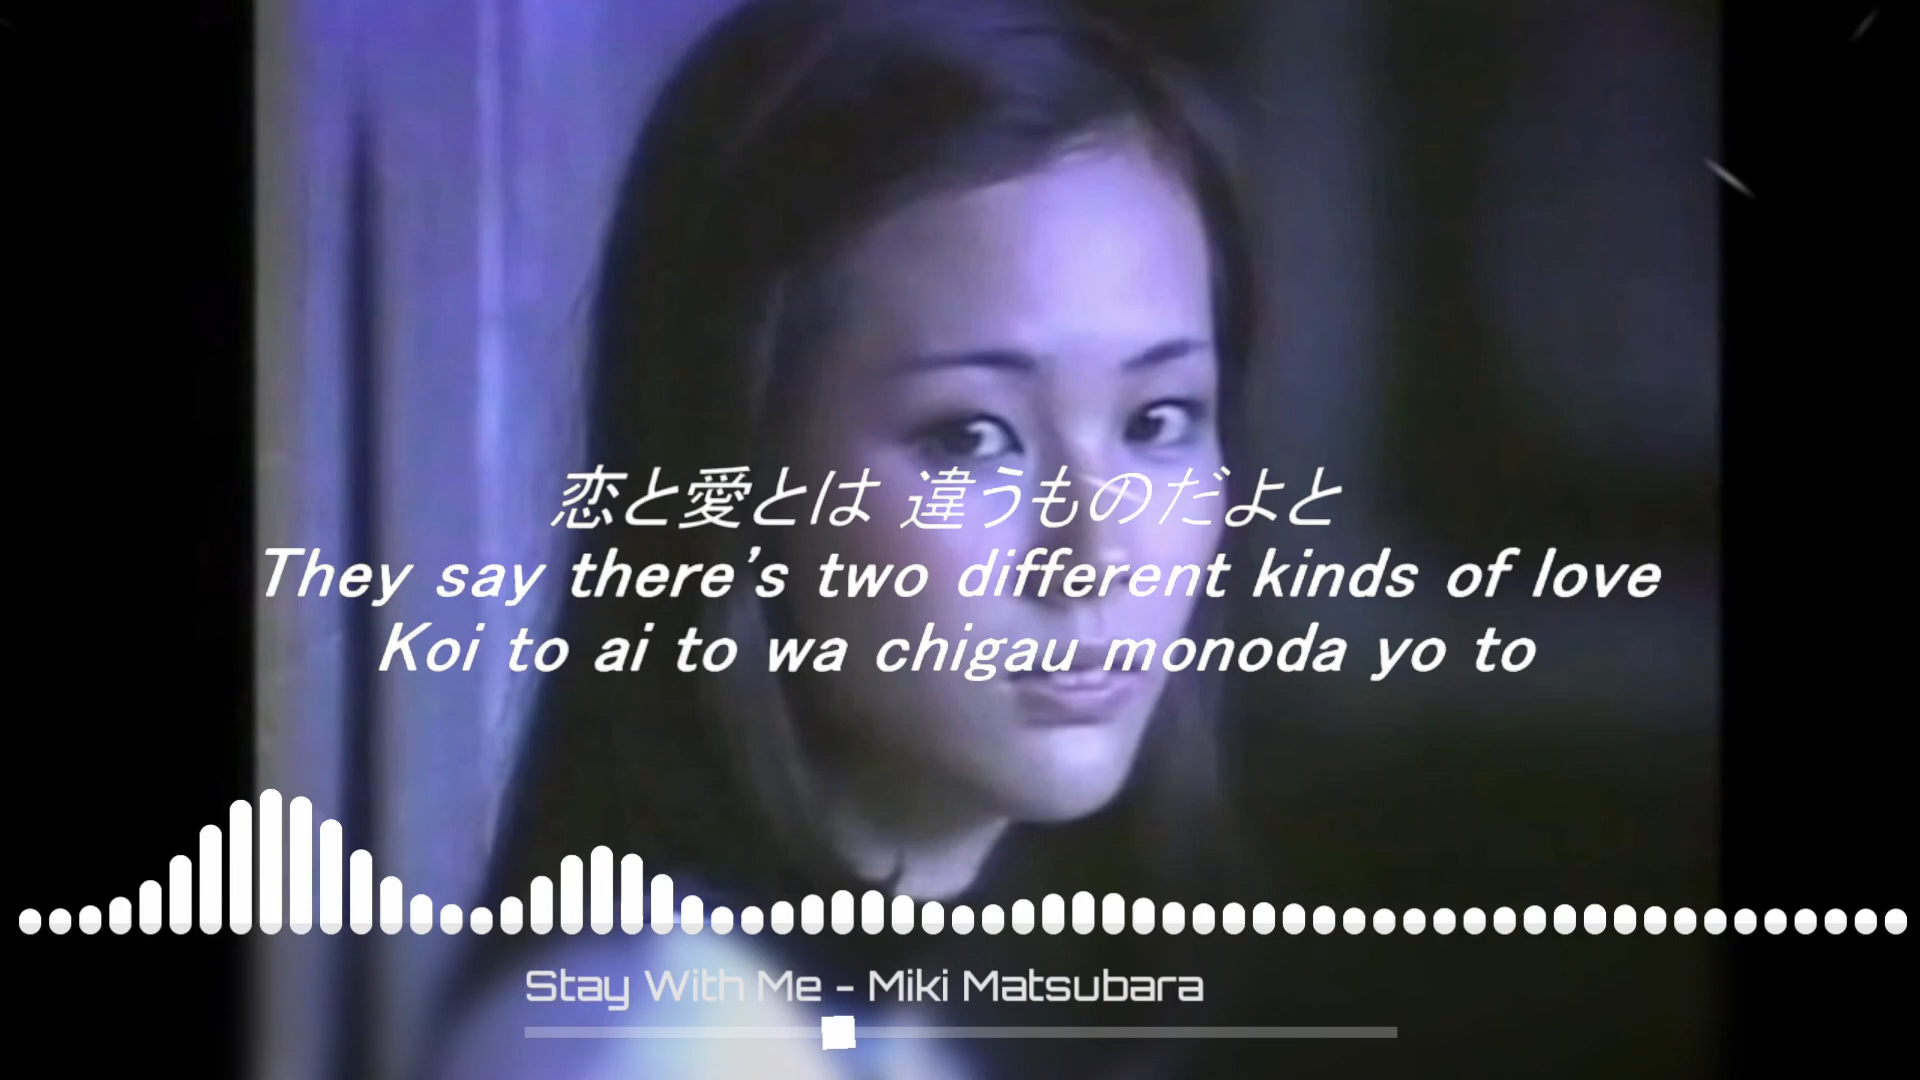 恋と愛とは 違うものだよと
They say there's two different kinds of love
Koi to ai to wa chigau monoda yo to
Stay With Me - Miki Matsubara